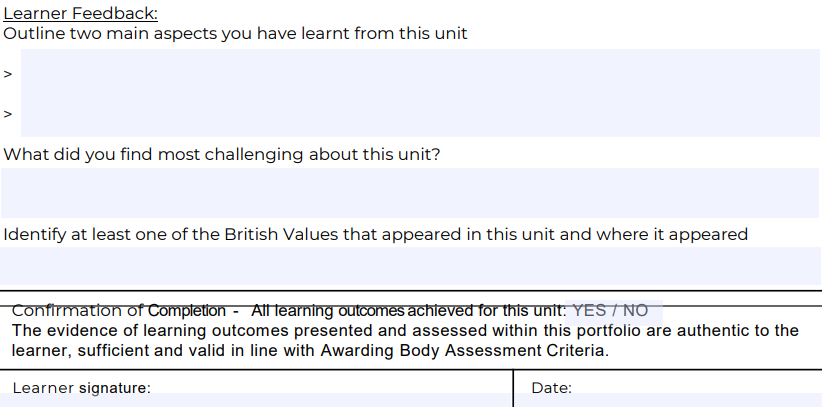 Learner Feedback:
Outline two main aspects you have learnt from this unit
>
>
What did you find most challenging about this unit?
Identify at least one of the British Values that appeared in this unit and where it appeared
Confirmation of Completion - All learning outcomes achieved for this unit: YES / NO
The evidence of learning outcomes presented and assessed within this portfolio are authentic to the
learner, sufficient and valid in line with Awarding Body Assessment Criteria.
Learner signature: Date: